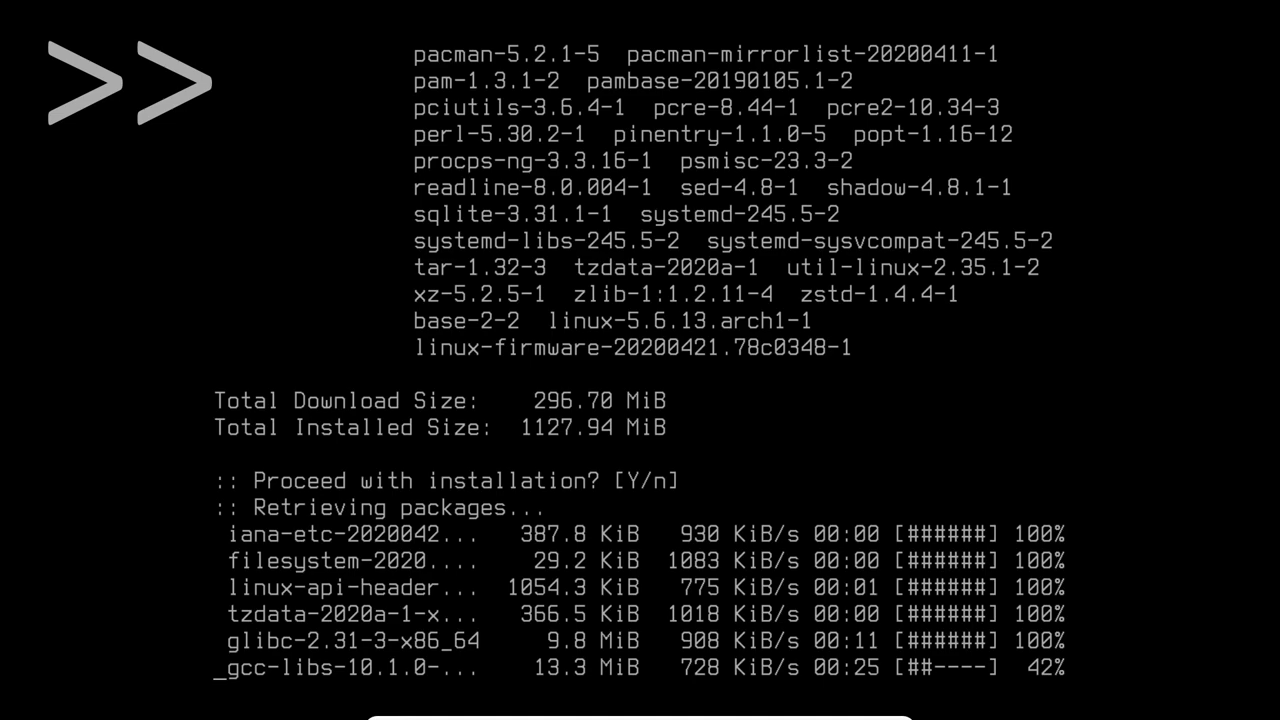 >>
pacman-5.2.1-5  pacman-mirrorlist-20200411-1
pam-1.3.1-2  pambase-20190105.1-2
pciutils-3.6.4-1  pcre-8.44-1  pcre2-10.34-3
perl-5.30.2-1  pinentry-1.1.0-5  popt-1.16-12
procps-ng-3.3.16-1  psmisc-23.3-2
readline-8.0.004-1  sed-4.8-1  shadow-4.8.1-1
sqlite-3.31.1-1  systemd-245.5-2
systemd-libs-245.5-2  systemd-sysvcompat-245.5-2
tar-1.32-3  tzdata-2020a-1  util-linux-2.35.1-2
xz-5.2.5-1  zlib-1:1.2.11-4  zstd-1.4.4-1
base-2-2  linux-5.6.13.arch1-1
linux-firmware-20200421.78c0348-1
Total Download Size:    296.70 MiB
Total Installed Size:  1127.94 MiB
:: Proceed with installation? [Y/n]
:: Retrieving packages...
iana-etc-2020042...   387.8 KiB   930 KiB/s 00:00 [######] 100%
filesystem-2020....    29.2 KiB  1083 KiB/s 00:00 [######] 100%
linux-api-header...  1054.3 KiB   775 KiB/s 00:01 [######] 100%
tzdata-2020a-1-x...   366.5 KiB  1018 KiB/s 00:00 [######] 100%
glibc-2.31-3-x86_64     9.8 MiB   908 KiB/s 00:11 [######] 100%
_gcc-libs-10.1.0-...    13.3 MiB   728 KiB/s 00:25 [##----]  42%